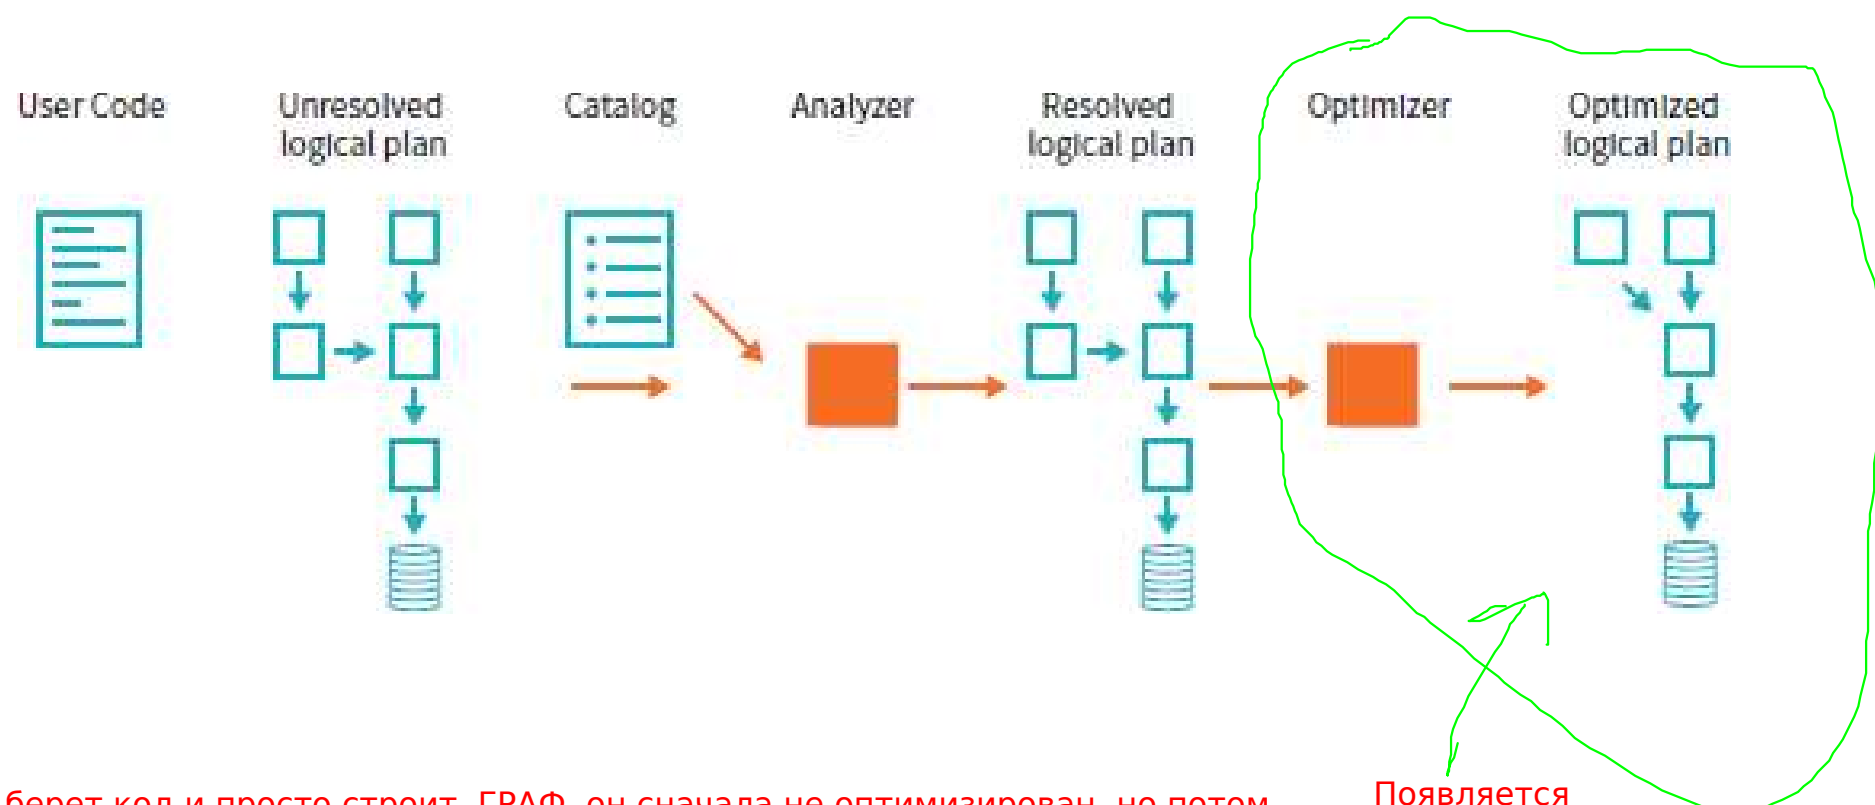 User Code
Unresolved
logical plan
Catalog
Analyzer
Resolved
logical plan
Optimizer
Optimized
logical plan
берет код и просто строит ГРАФ, он сначала не оптимизирован, но потом
Появляется